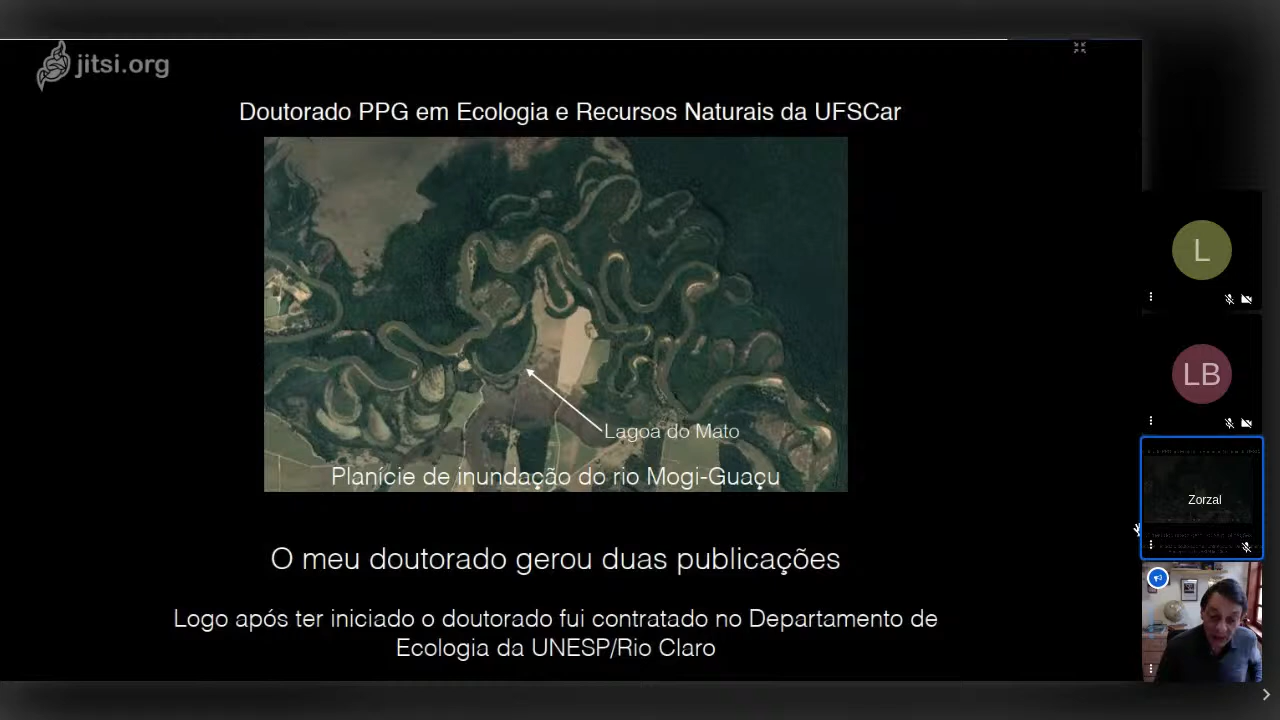 jitsi.org
Doutorado PPG em Ecologia e Recursos Naturais da UFSCar
Lagoa do Mato
Planície de inundação do rio Mogi-Guaçu
O meu doutorado gerou duas publicações
Logo após ter iniciado o doutorado fui contratado no Departamento de
Ecologia da UNESP/Rio Claro
L
LB
Zorzal